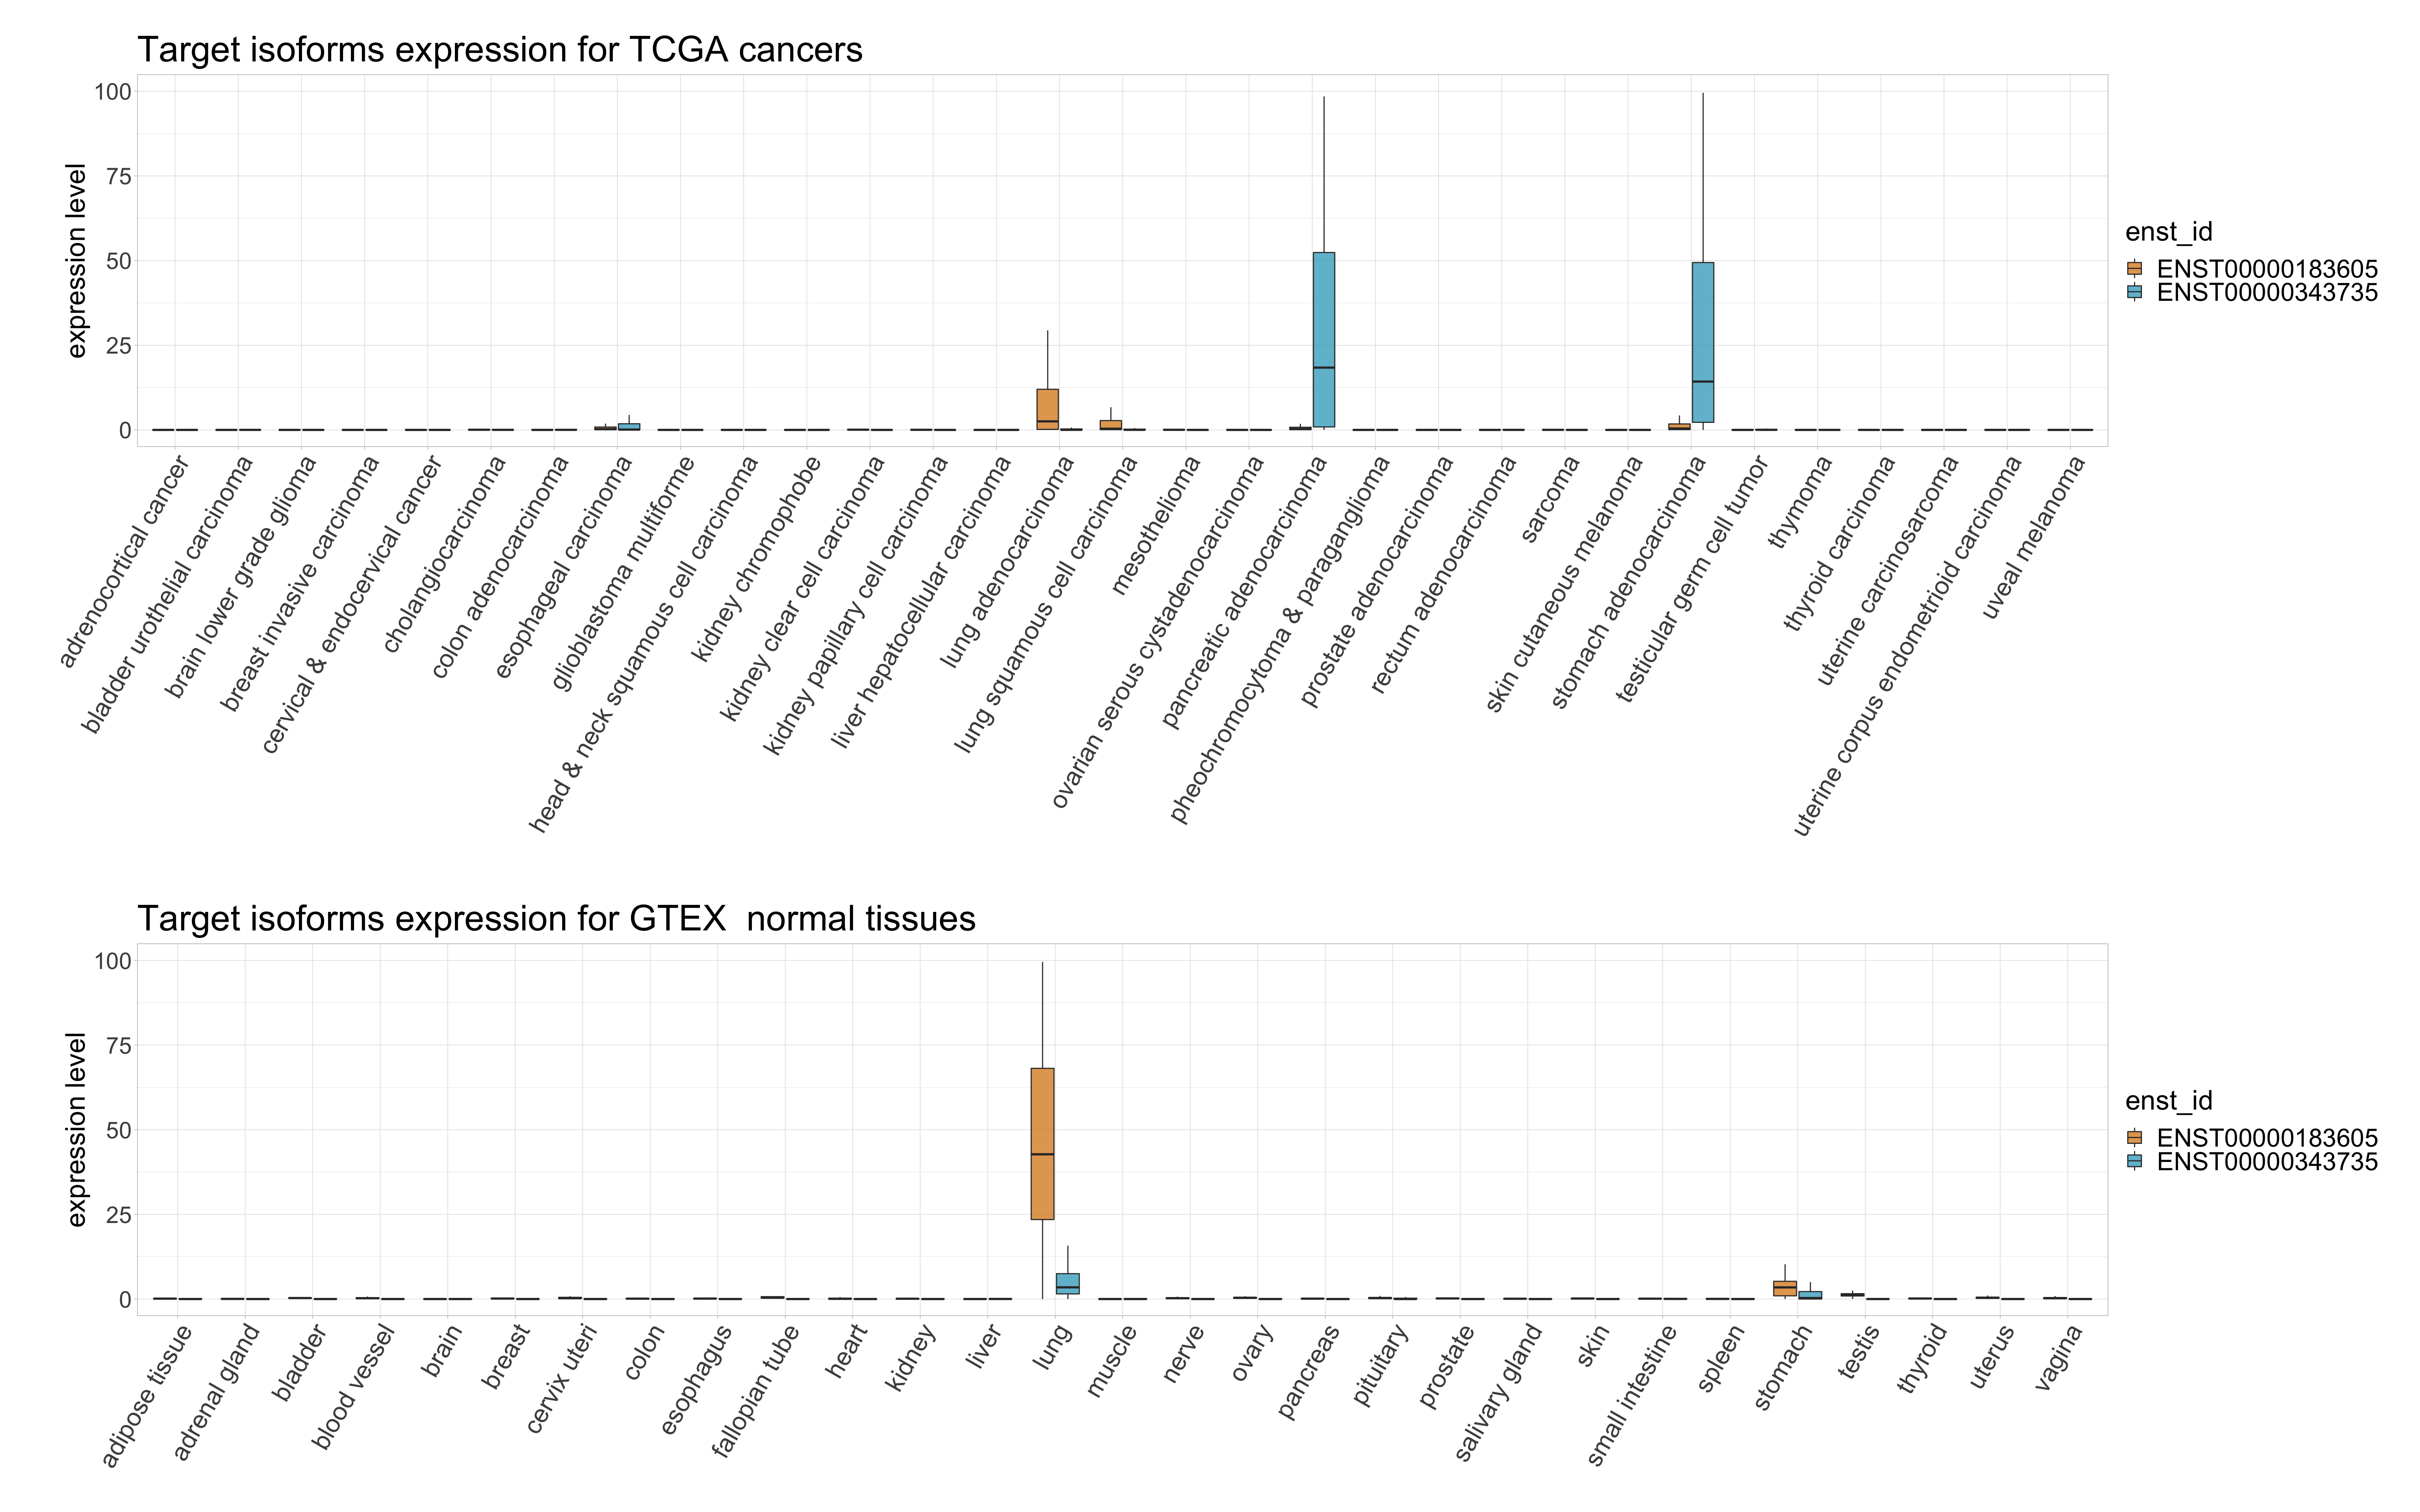 Target isoforms expression for TCGA cancers
expression level
100
75
50
25
0
adrenocortical cancer
bladder urothelial carcinoma
brain lower grade glioma
breast invasive carcinoma
cervical & endocervical cancer
cholangiocarcinoma
colon adenocarcinoma
esophageal carcinoma
glioblastoma multiforme
head & neck squamous cell carcinoma
kidney chromophobe
kidney clear cell carcinoma
kidney papillary cell carcinoma
liver hepatocellular carcinoma
lung adenocarcinoma
lung squamous cell carcinoma
mesothelioma
ovarian serous cystadenocarcinoma
pancreatic adenocarcinoma
pheochromocytoma & paraganglioma
prostate adenocarcinoma
rectum adenocarcinoma
sarcoma
skin cutaneous melanoma
stomach adenocarcinoma
testicular germ cell tumor
thymoma
thyroid carcinoma
uterine carcinosarcoma
uterine corpus endometrioid carcinoma
uveal melanoma
enst_id
ENST00000183605
ENST00000343735
Target isoforms expression for GTEX  normal tissues
expression level
100
75
50
25
0
adipose tissue
adrenal gland
bladder
blood vessel
brain
breast
cervix uteri
colon
esophagus
fallopian tube
heart
kidney
liver
lung
muscle
nerve
ovary
pancreas
pituitary
prostate
salivary gland
skin
small intestine
spleen
stomach
testis
thyroid
uterus
vagina
enst_id
ENST00000183605
ENST00000343735